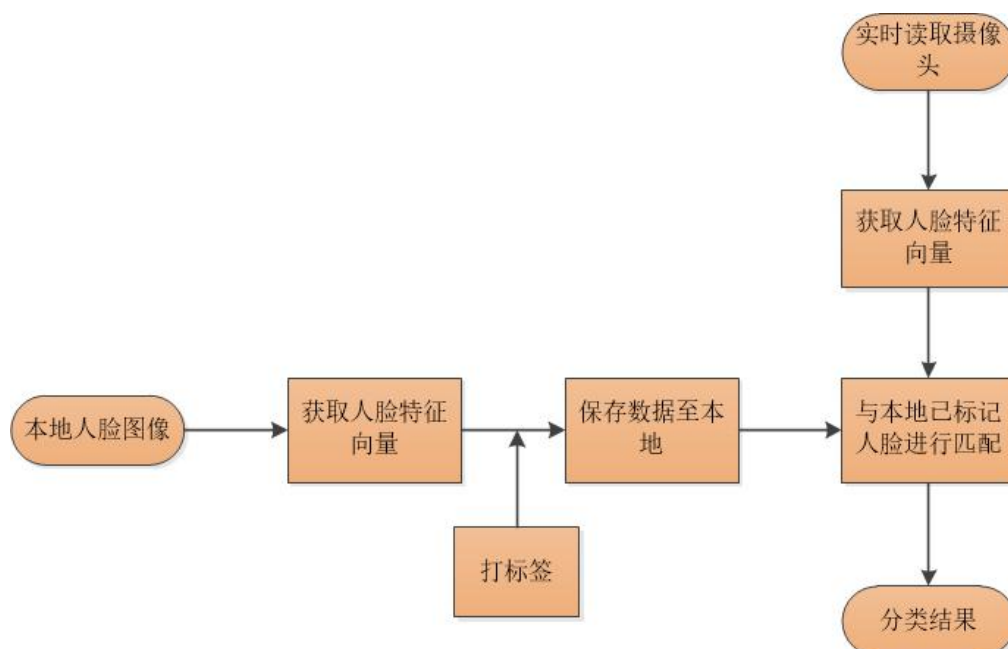 实时读取摄像
头
获取人脸特征
向量
本地人脸图像
获取人脸特征
向量
保存数据至本
地
与本地已标记
人脸进行匹配
打标签
分类结果